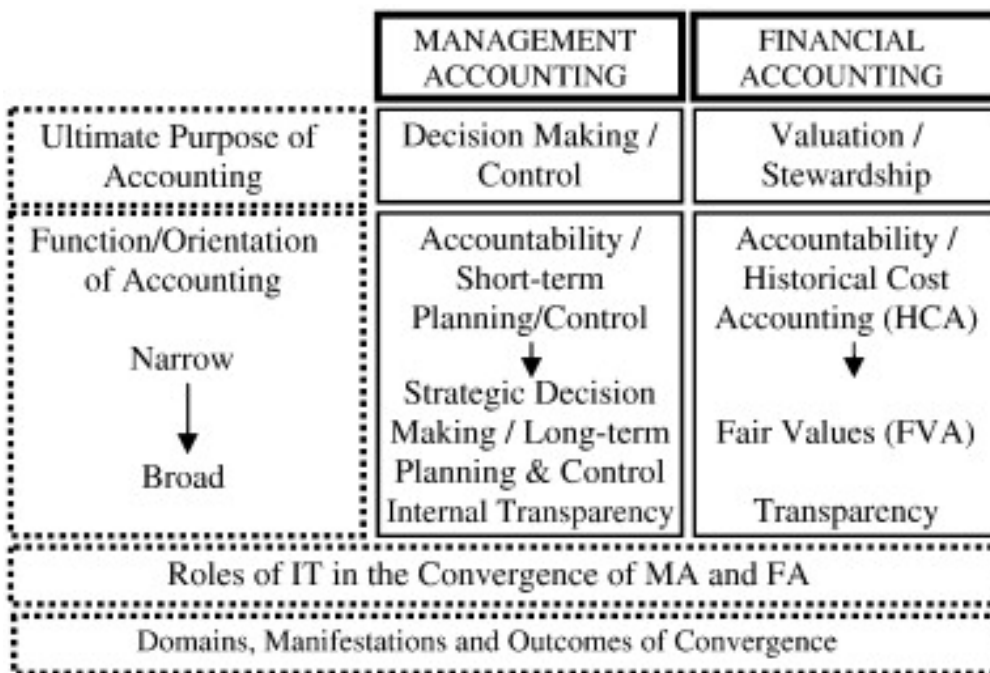 MANAGEMENT
ACCOUNTING
FINANCIAL
ACCOUNTING
Ultimate Purpose of
Accounting
Decision Making /
Control
Valuation /
Stewardship
Function/Orientation
of Accounting
Narrow
Broad
Accountability /
Short-term
Planning/Control
Strategic Decision
Making / Long-term
Planning & Control
Internal Transparency
Accountability /
Historical Cost
Accounting (HCA)
Fair Values (FVA)
Transparency
Roles of IT in the Convergence of MA and FA
Domains, Manifestations and Outcomes of Convergence